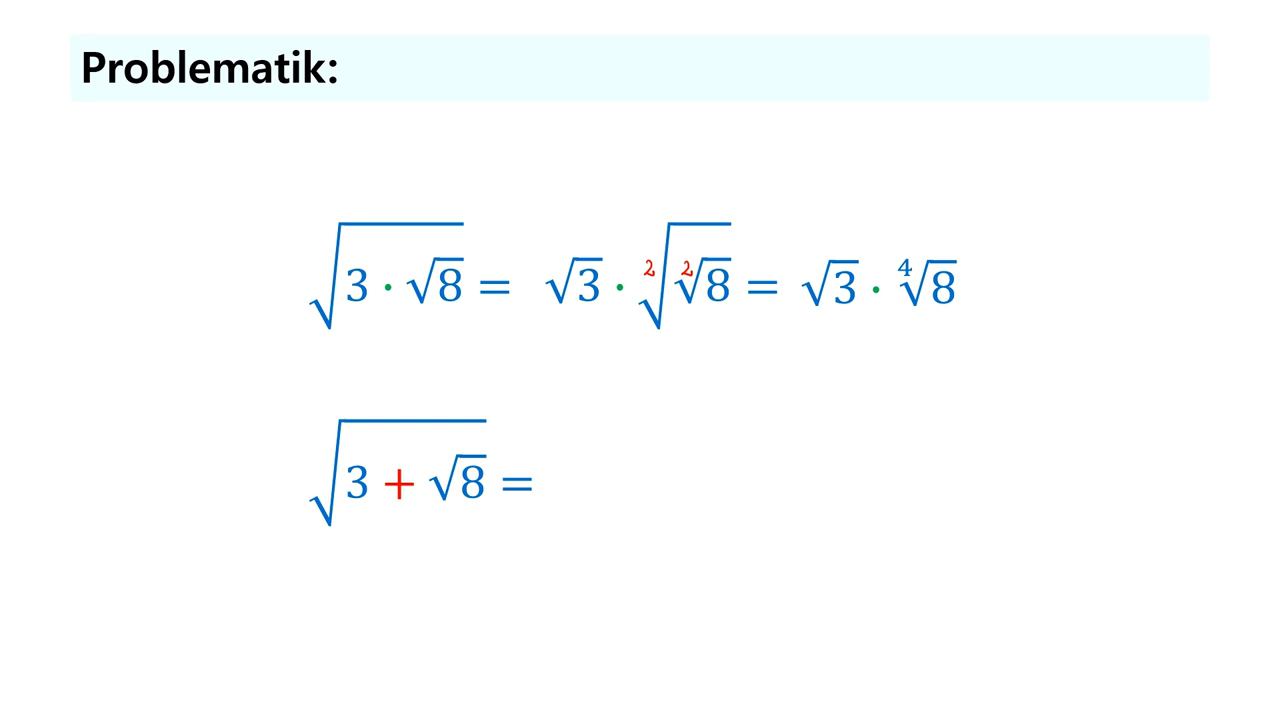 Problematik:
√(3 · √8) = √3 · ²√(²√8) = √3 · ⁴√8
√(3 + √8) =